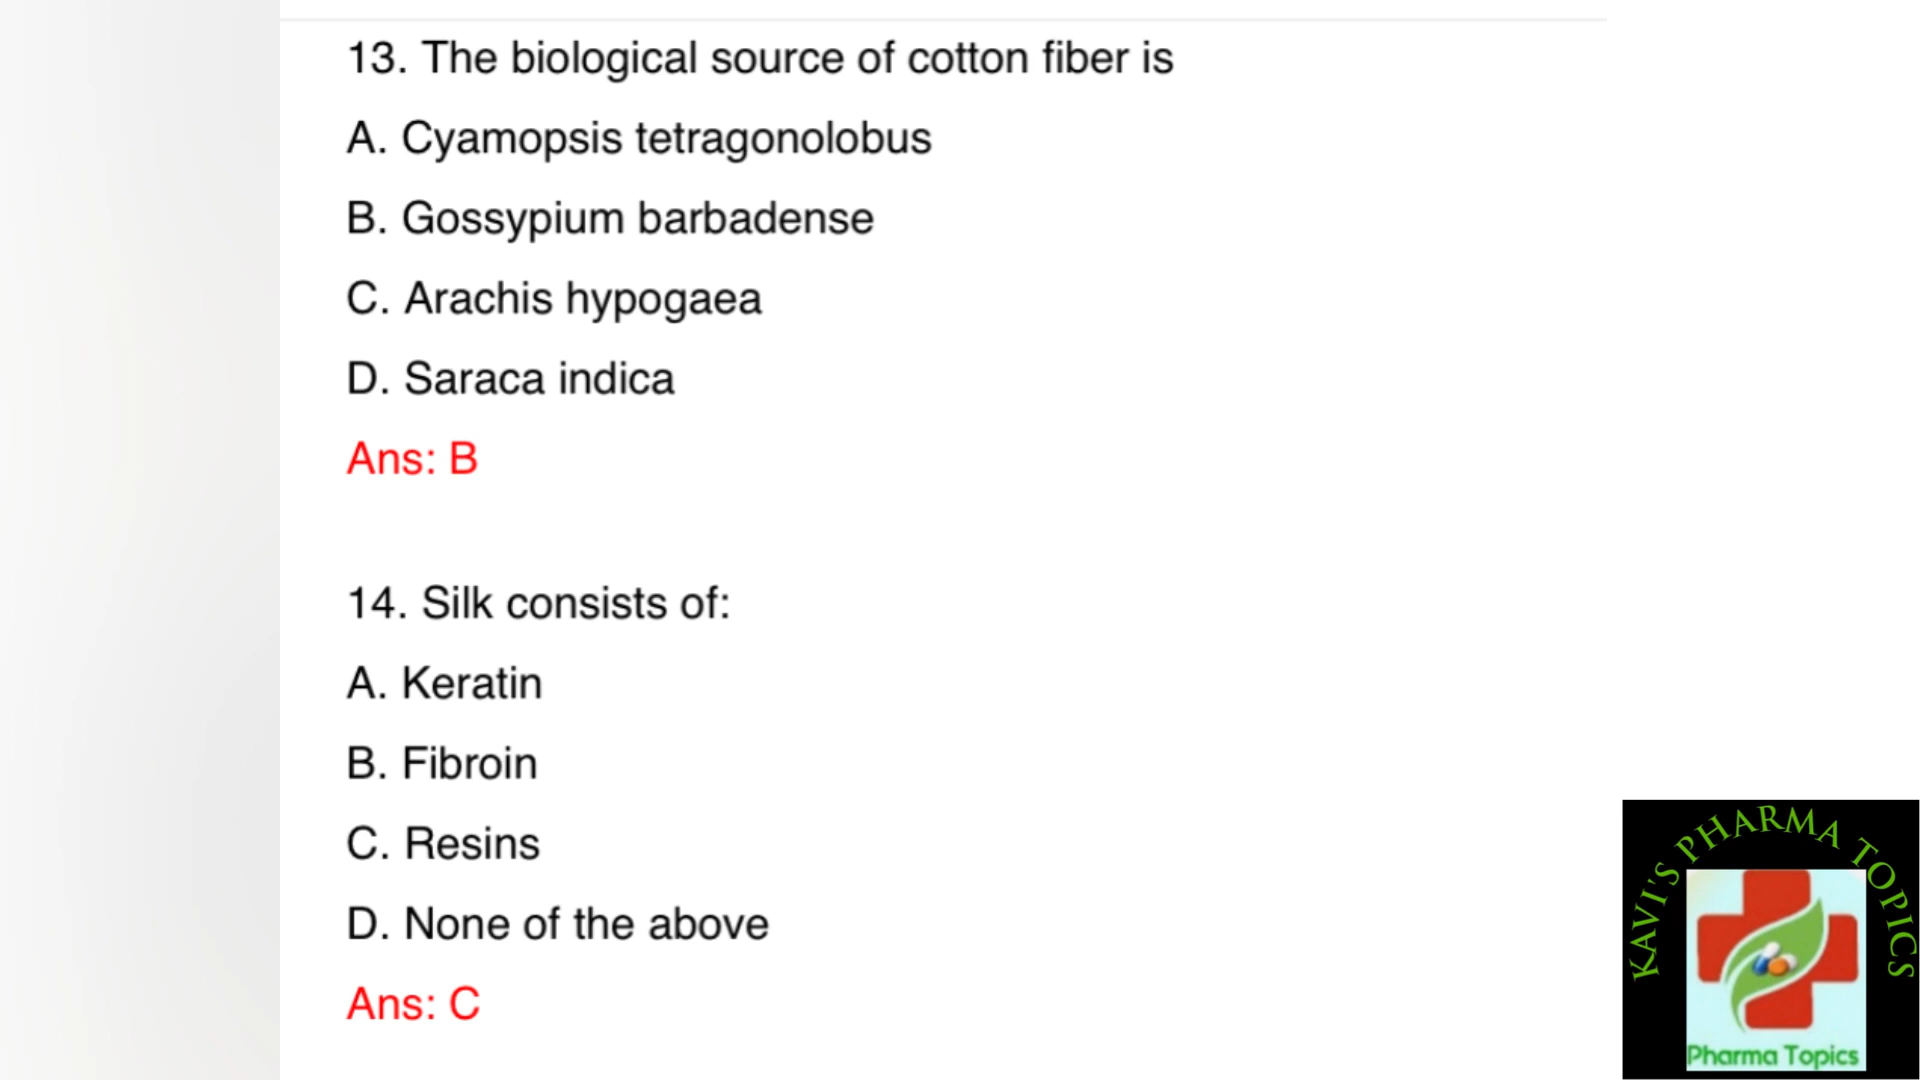 13. The biological source of cotton fiber is
A. Cyamopsis tetragonolobus
B. Gossypium barbadense
C. Arachis hypogaea
D. Saraca indica
Ans: B
14. Silk consists of:
A. Keratin
B. Fibroin
C. Resins
D. None of the above
Ans: C
KAVI'S PHARMA TOPICS
Pharma Topics